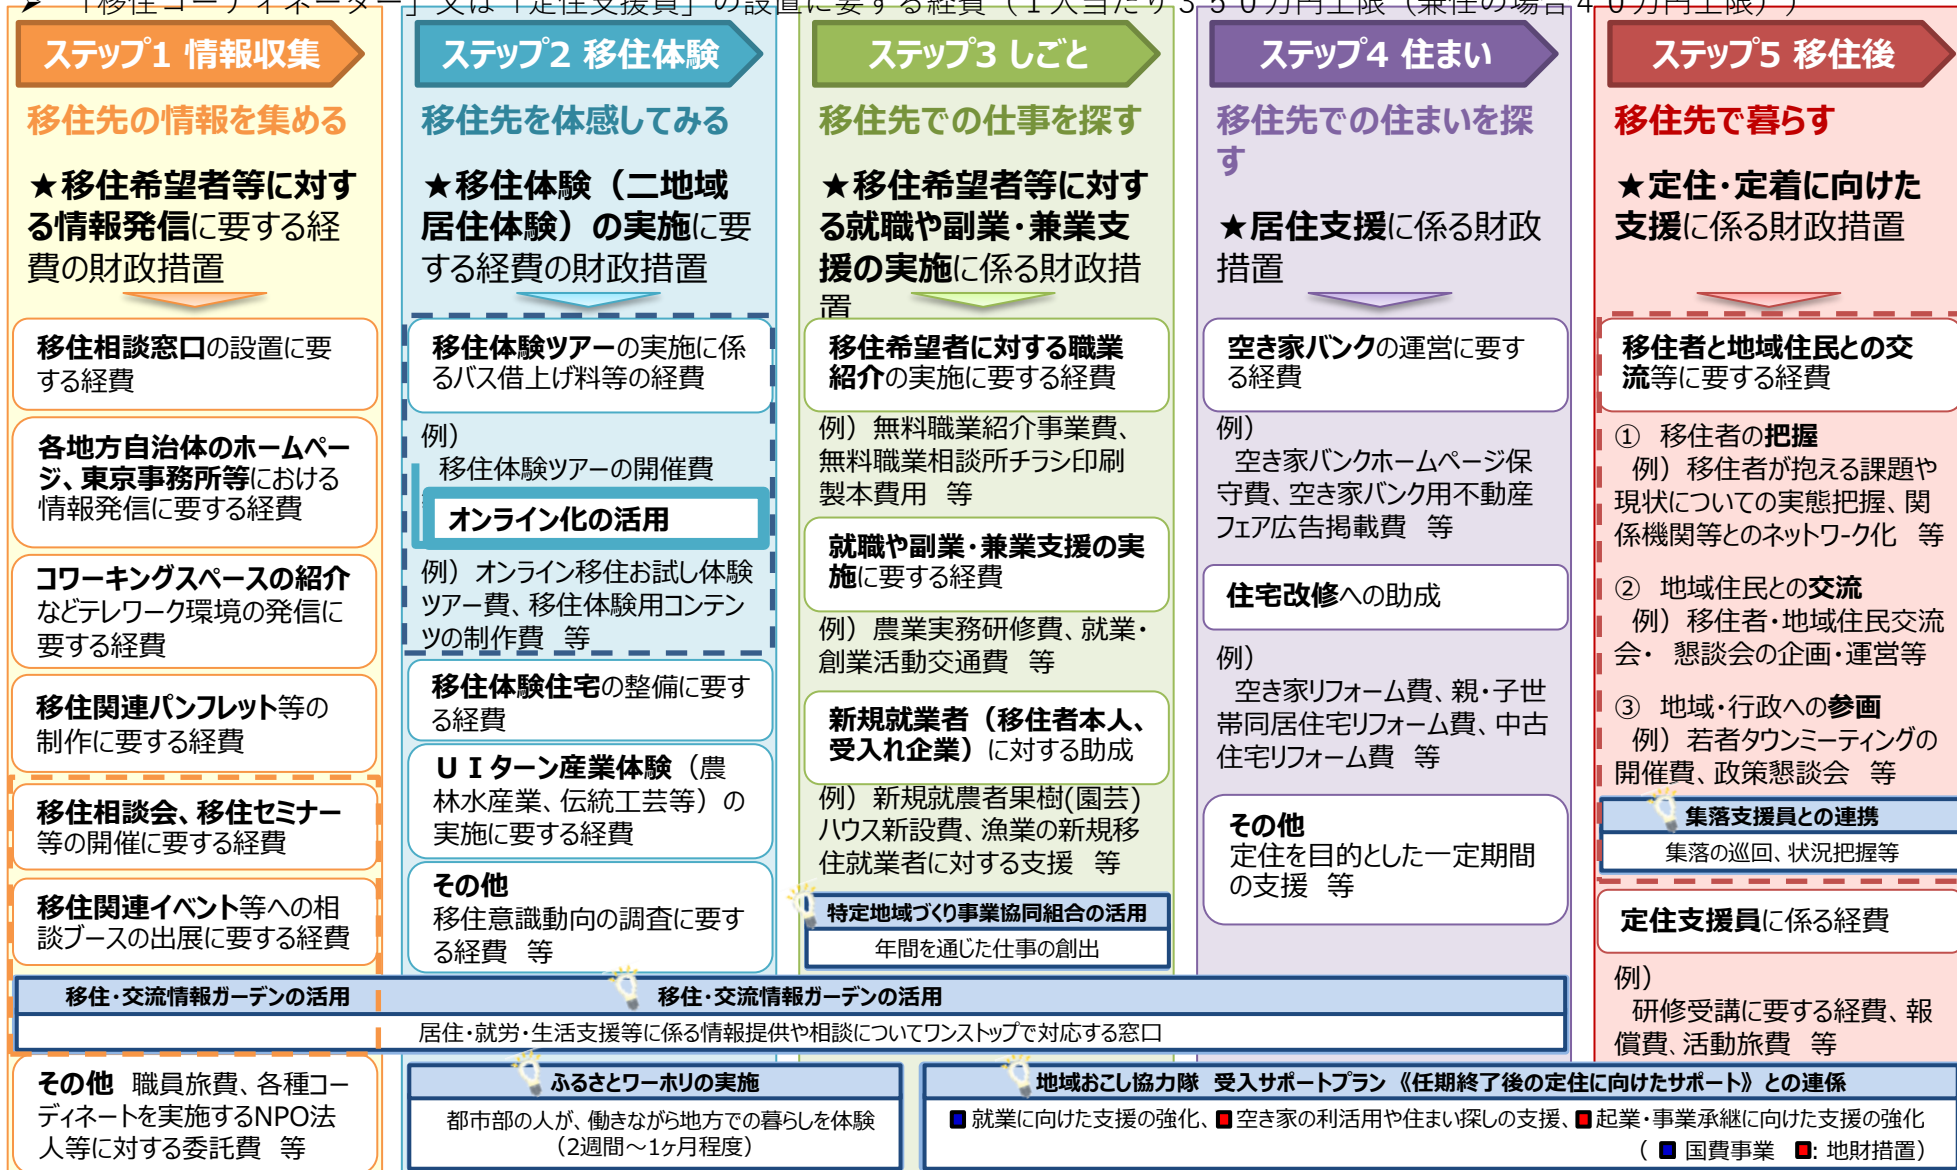 ➤ 「移住コーディネーター」又は「定住支援員」の設置に要する経費（１人当たり３５０万円上限（兼任の場合４０万円上限））
ステップ1 情報収集
移住先の情報を集める
★移住希望者等に対す
る情報発信に要する経
費の財政措置
移住相談窓口の設置に要
する経費
各地方自治体のホームペー
ジ、東京事務所等における
情報発信に要する経費
コワーキングスペースの紹介
などテレワーク環境の発信に
要する経費
移住関連パンフレット等の
制作に要する経費
移住相談会、移住セミナー
等の開催に要する経費
移住関連イベント等への相
談ブースの出展に要する経費
ステップ2 移住体験
移住先を体感してみる
★移住体験（二地域
居住体験）の実施に要
する経費の財政措置
移住体験ツアーの実施に係
るバス借上げ料等の経費
例）
移住体験ツアーの開催費
オンライン化の活用
例）オンライン移住お試し体験
ツアー費、移住体験用コンテン
ツの制作費　等
移住体験住宅の整備に要す
る経費
ＵＩターン産業体験（農
林水産業、伝統工芸等）の
実施に要する経費
その他
移住意識動向の調査に要す
る経費　等
ステップ3 しごと
移住先での仕事を探す
★移住希望者等に対す
る就職や副業・兼業支
援の実施に係る財政措
置
移住希望者に対する職業
紹介の実施に要する経費
例）無料職業紹介事業費、
無料職業相談所チラシ印刷
製本費用　等
就職や副業・兼業支援の実
施に要する経費
例）農業実務研修費、就業・
創業活動交通費　等
新規就業者（移住者本人、
受入れ企業）に対する助成
例）新規就農者果樹(園芸)
ハウス新設費、漁業の新規移
住就業者に対する支援　等
特定地域づくり事業協同組合の活用
年間を通じた仕事の創出
ステップ4 住まい
移住先での住まいを探
す
★居住支援に係る財政
措置
空き家バンクの運営に要す
る経費
例）
空き家バンクホームページ保
守費、空き家バンク用不動産
フェア広告掲載費　等
住宅改修への助成
例）
空き家リフォーム費、親・子世
帯同居住宅リフォーム費、中古
住宅リフォーム費　等
その他
定住を目的とした一定期間
の支援　等
ステップ5 移住後
移住先で暮らす
★定住・定着に向けた
支援に係る財政措置
移住者と地域住民との交
流等に要する経費
①　移住者の把握
例）移住者が抱える課題や
現状についての実態把握、関
係機関等とのネットワーク化　等
②　地域住民との交流
例）移住者・地域住民交流
会・　懇談会の企画・運営等
③　地域・行政への参画
例）若者タウンミーティングの
開催費、政策懇談会　等
集落支援員との連携
集落の巡回、状況把握等
定住支援員に係る経費
例）
研修受講に要する経費、報
償費、活動旅費　等
移住・交流情報ガーデンの活用
移住・交流情報ガーデンの活用
居住・就労・生活支援等に係る情報提供や相談についてワンストップで対応する窓口
その他　職員旅費、各種コー
ディネートを実施するNPO法
人等に対する委託費　等
ふるさとワーホリの実施
都市部の人が、働きながら地方での暮らしを体験
（2週間～1ヶ月程度）
地域おこし協力隊　受入サポートプラン《任期終了後の定住に向けたサポート》との連係
■就業に向けた支援の強化、■空き家の利活用や住まい探しの支援、■起業・事業承継に向けた支援の強化
（ ■ 国費事業　■: 地財措置）